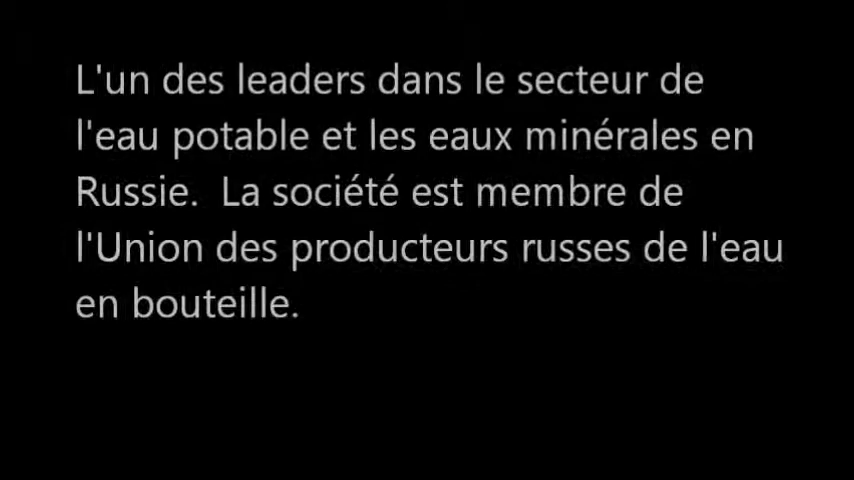 L'un des leaders dans le secteur de
l'eau potable et les eaux minérales en
Russie.  La société est membre de
l'Union des producteurs russes de l'eau
en bouteille.